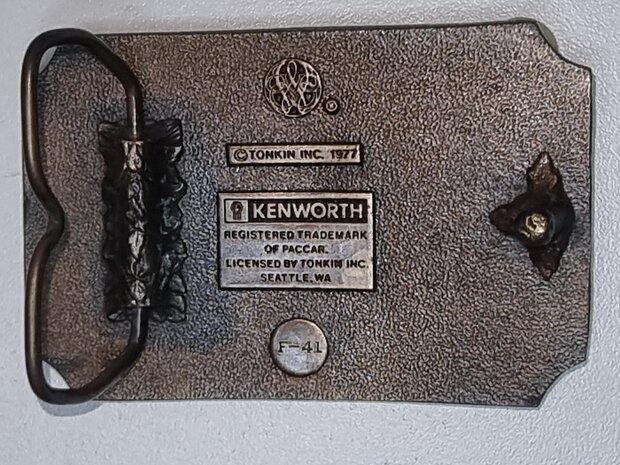 ®
© TONKIN INC. 1977
KENWORTH
REGISTERED TRADEMARK
OF PACCAR.
LICENSED BY TONKIN INC.
SEATTLE, WA
F-41